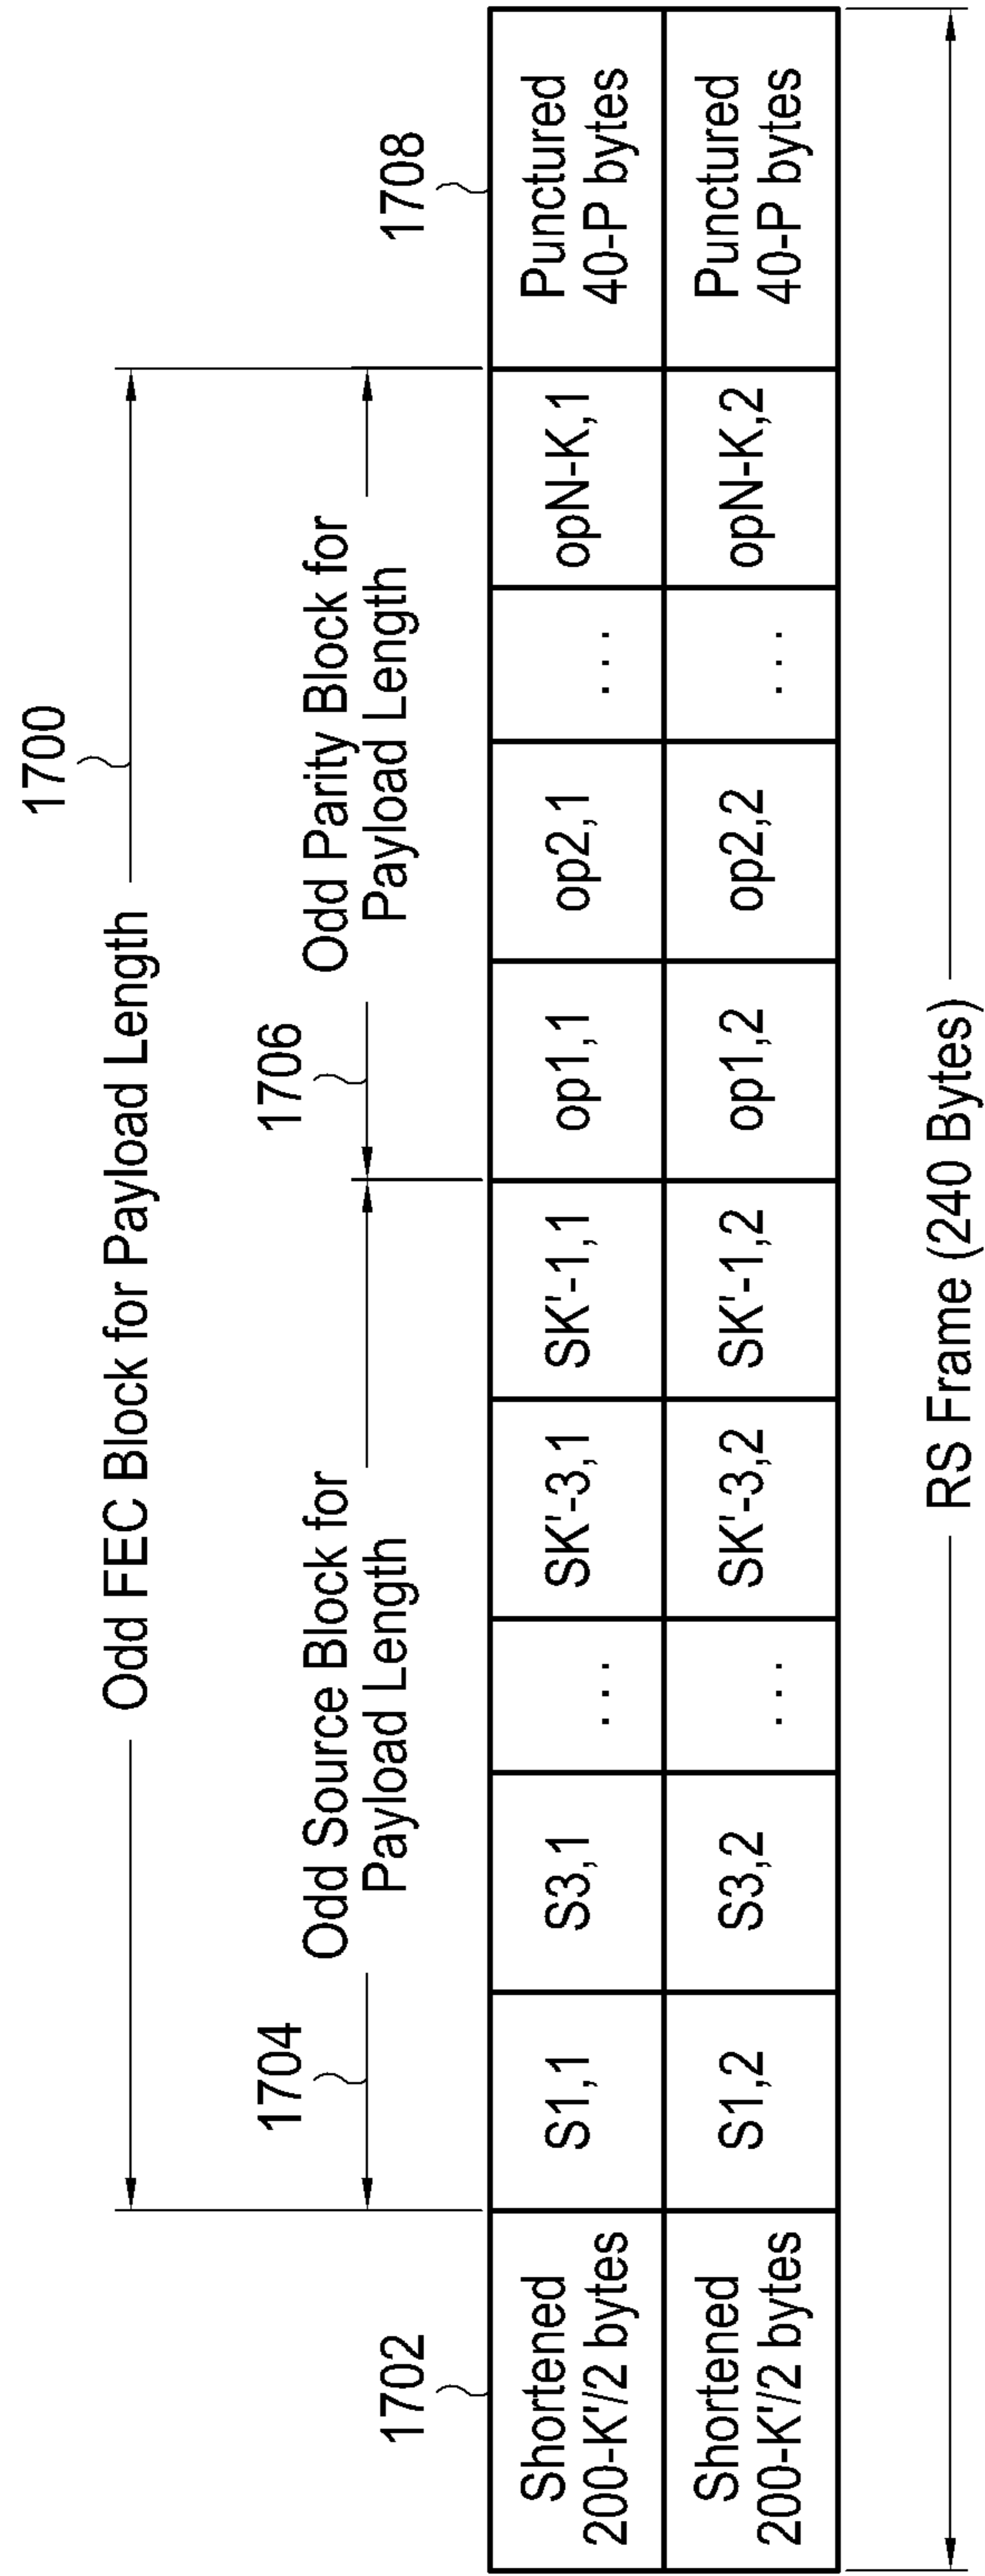 1700
Odd FEC Block for Payload Length
1704
Odd Source Block for
Payload Length
1706
Odd Parity Block for
Payload Length
1702
1708
Shortened
200-K'/2 bytes
S1,1
S3,1
. . .
SK'-3,1
SK'-1,1
op1,1
op2,1
. . .
opN-K,1
Punctured
40-P bytes
Shortened
200-K'/2 bytes
S1,2
S3,2
. . .
SK'-3,2
SK'-1,2
op1,2
op2,2
. . .
opN-K,2
Punctured
40-P bytes
RS Frame (240 Bytes)